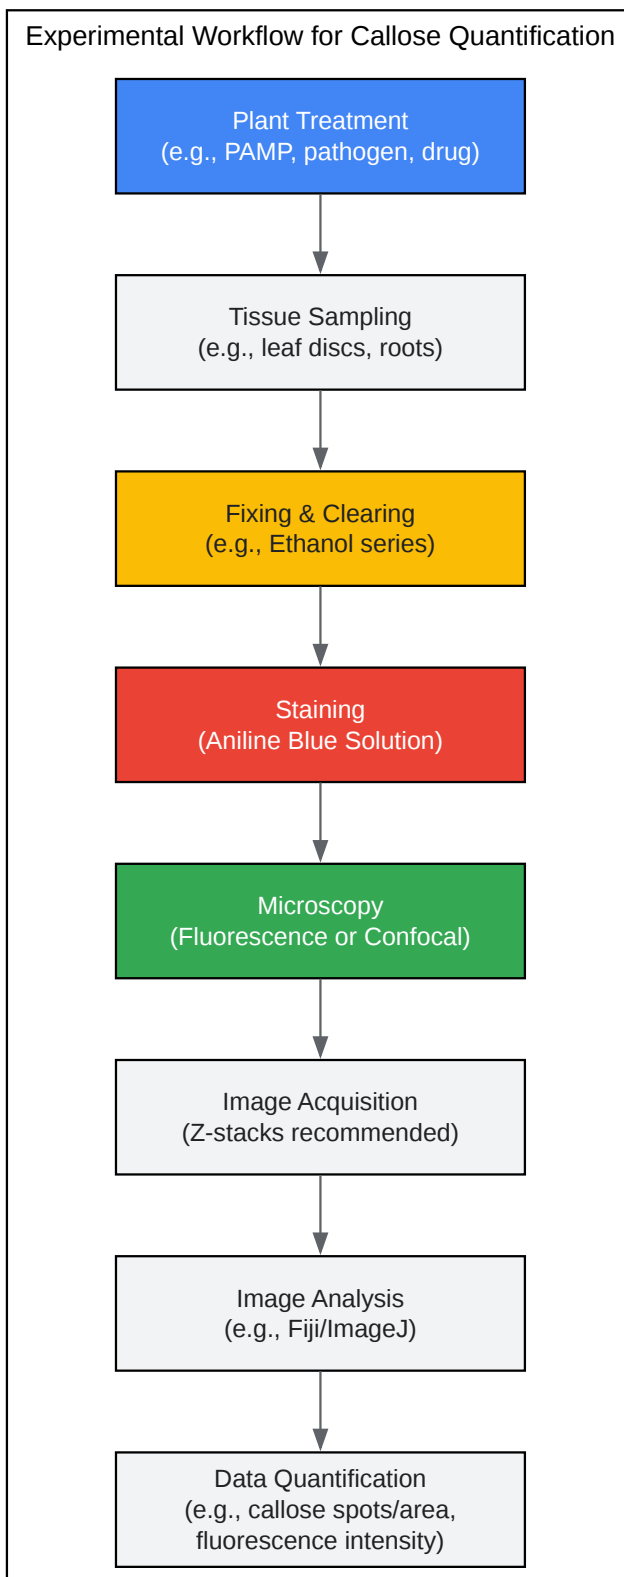 Experimental Workflow for Callose Quantification
Plant Treatment
(e.g., PAMP, pathogen, drug)
Tissue Sampling
(e.g., leaf discs, roots)
Fixing & Clearing
(e.g., Ethanol series)
Staining
(Aniline Blue Solution)
Microscopy
(Fluorescence or Confocal)
Image Acquisition
(Z-stacks recommended)
Image Analysis
(e.g., Fiji/ImageJ)
Data Quantification
(e.g., callose spots/area,
fluorescence intensity)